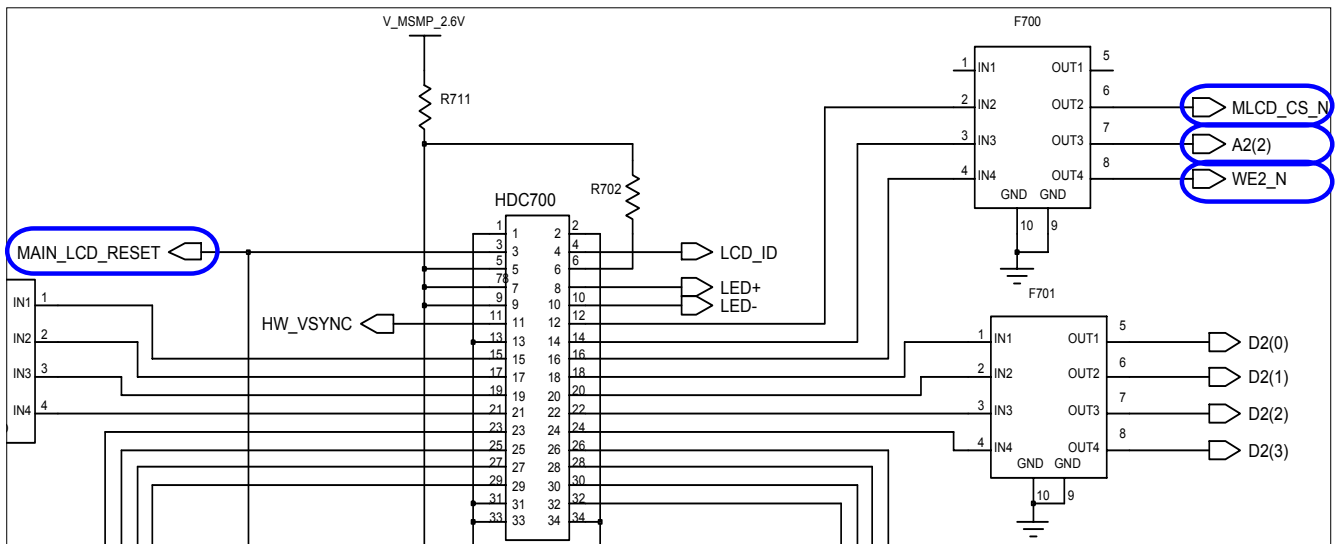 V_MSMP_2.6V
F700
R711
1 IN1 OUT1 5
2 IN2 OUT2 6 MLCD_CS_N
3 IN3 OUT3 7 A2(2)
4 IN4 OUT4 8 WE2_N
GND GND
10 9
R702
HDC700
MAIN_LCD_RESET
LCD_ID
LED+
LED-
HW_VSYNC
1 1 2 2
3 3 4 4
5 5 6 6
78 7 8 8
9 9 10 10
11 11 12 12
13 13 14 14
15 15 16 16
17 17 18 18
19 19 20 20
21 21 22 22
23 23 24 24
25 25 26 26
27 27 28 28
29 29 30 30
31 31 32 32
33 33 34 34
IN1 1
IN2 2
IN3 3
IN4 4
F701
1 IN1 OUT1 5 D2(0)
2 IN2 OUT2 6 D2(1)
3 IN3 OUT3 7 D2(2)
4 IN4 OUT4 8 D2(3)
GND GND
10 9